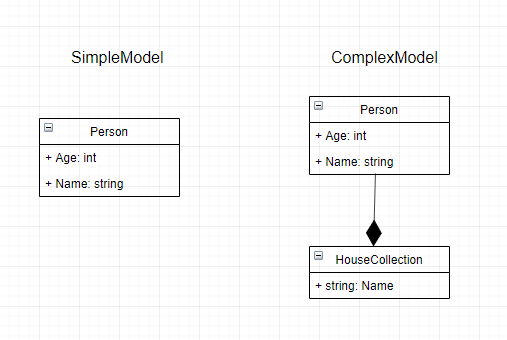 SimpleModel
Person
+ Age: int
+ Name: string
ComplexModel
Person
+ Age: int
+ Name: string
HouseCollection
+ string: Name